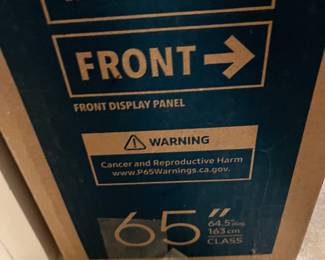 FRONT →
FRONT DISPLAY PANEL
⚠ WARNING
Cancer and Reproductive Harm
www.P65Warnings.ca.gov.
65"
64.5" diag.
163 cm
CLASS